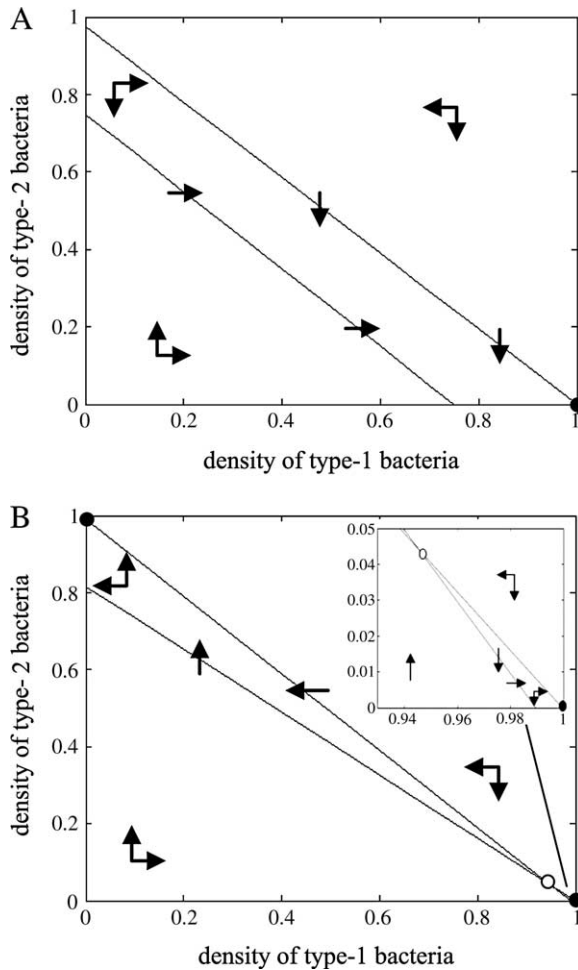 A
1
0.8
0.6
0.4
0.2
0
density of type- 2 bacteria
0 0.2 0.4 0.6 0.8 1
density of type-1 bacteria
B
1
0.8
0.6
0.4
0.2
0
density of type-2 bacteria
0.05
0.04
0.03
0.02
0.01
0
0.94 0.96 0.98 1
0 0.2 0.4 0.6 0.8 1
density of type-1 bacteria